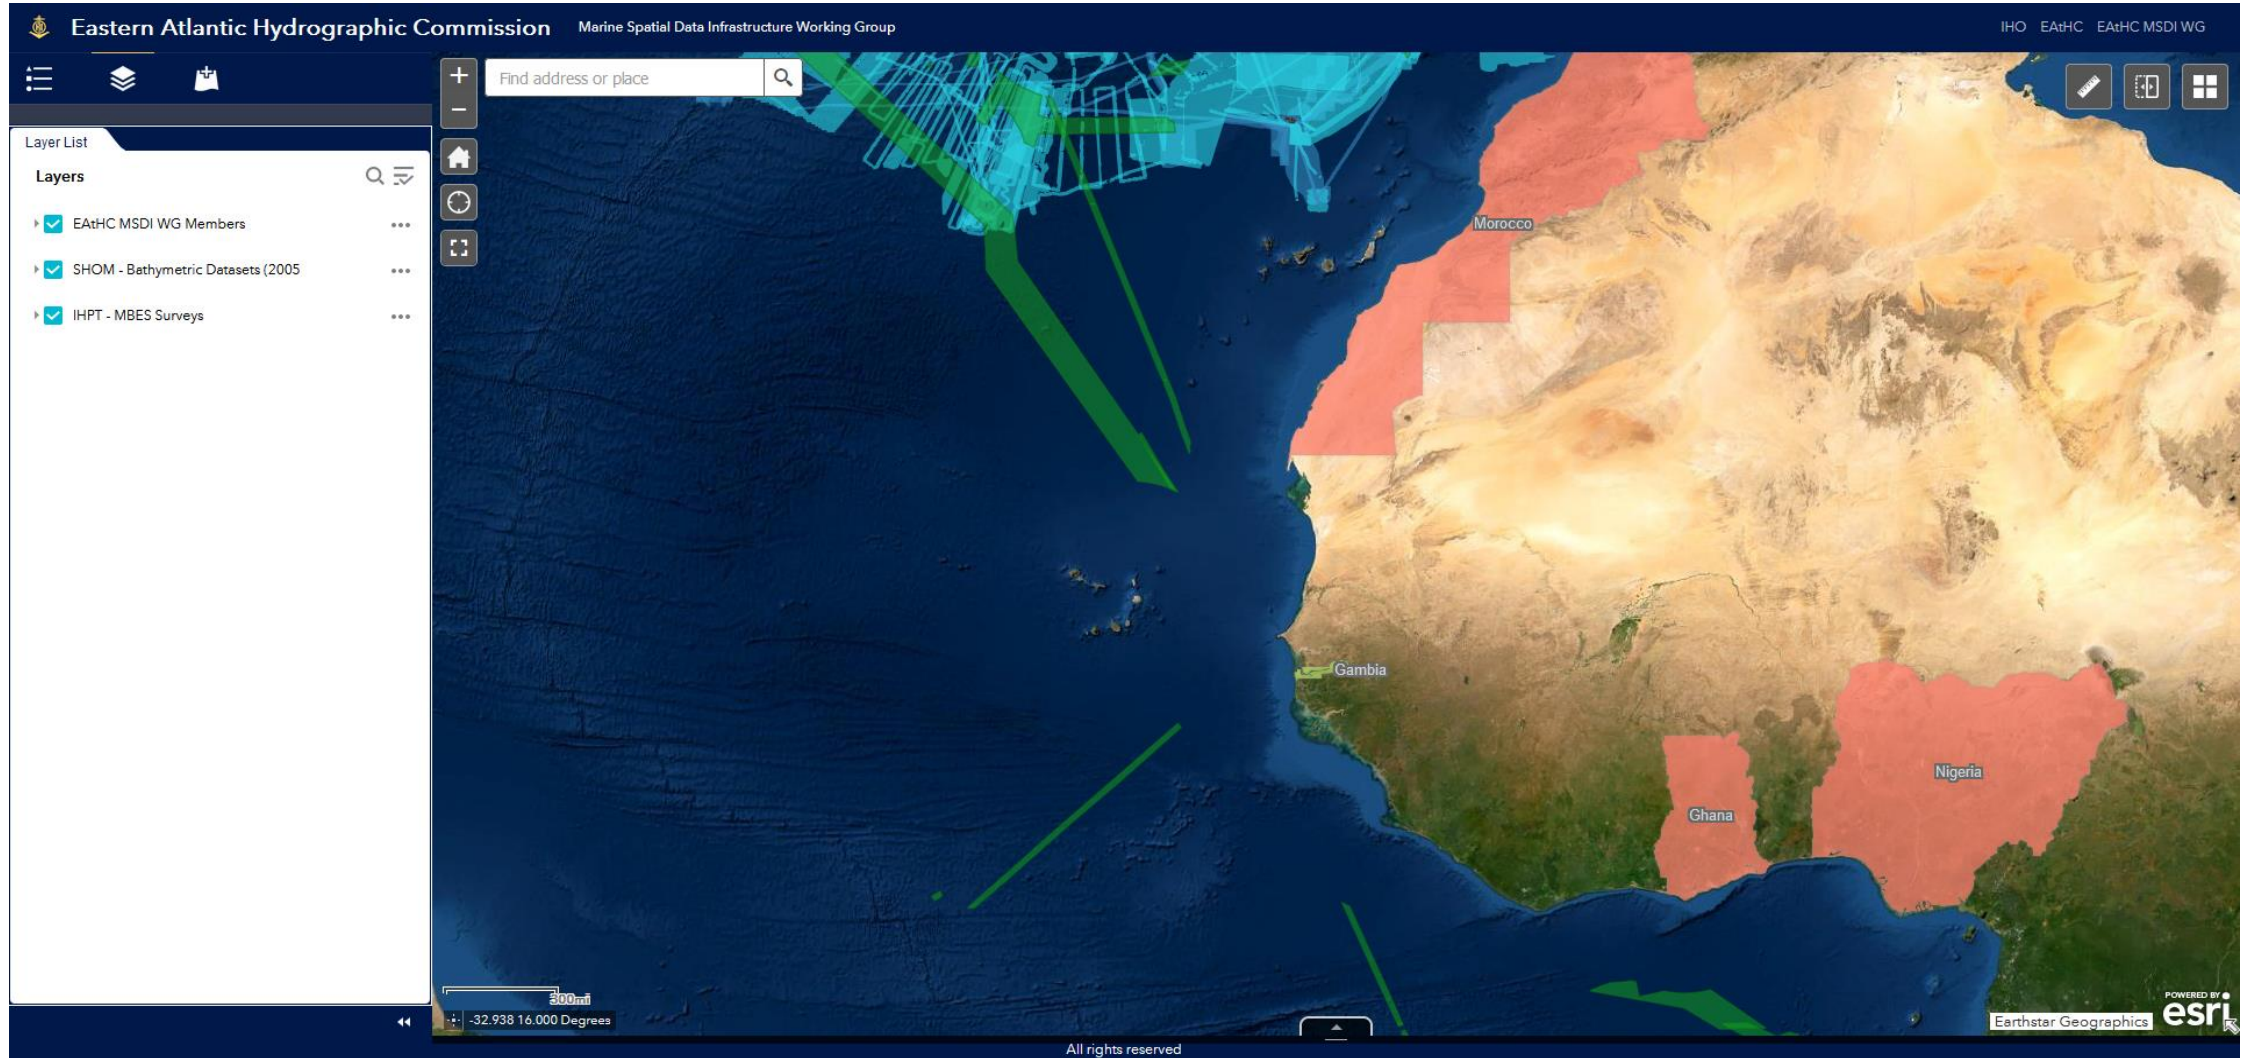 Eastern Atlantic Hydrographic Commission
Marine Spatial Data Infrastructure Working Group
IHO EAtHC EAtHC MSDI WG
Find address or place
Layer List
Layers
EAtHC MSDI WG Members
SHOM - Bathymetric Datasets (2005
IHPT - MBES Surveys
Morocco
Gambia
Nigeria
Ghana
300mi
-32.938 16.000 Degrees
POWERED BY
esri
Earthstar Geographics
All rights reserved